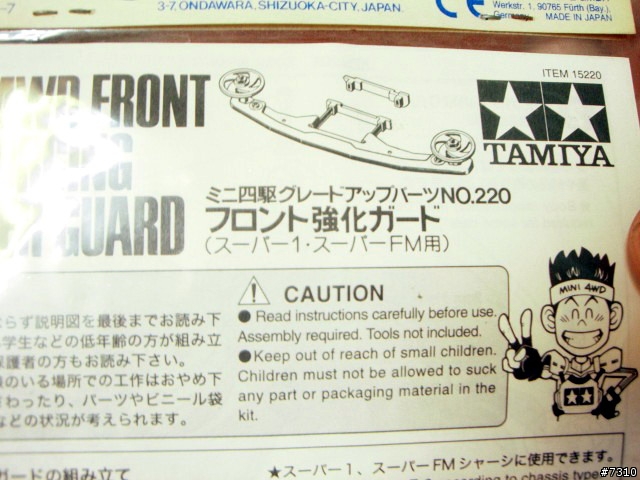 3-7, ONDAWARA, SHIZUOKA-CITY, JAPAN.
CE
Werkstr. 1, 90765 Fürth (Bay.),
Germany
MADE IN JAPAN
ITEM 15220
FRONT
GUARD
TAMIYA
ミニ四駆グレードアップパーツNO.220
フロント強化ガード
(スーパー1・スーパーFM用)
らず説明図を最後までお読み下
学生などの低年齢の方が組み立
保護者の方もお読み下さい。
のいる場所での工作はおやめ下
わったり、パーツやビニール袋
などの状況が考えられます。
CAUTION
● Read instructions carefully before use.
Assembly required. Tools not included.
●Keep out of reach of small children.
Children must not be allowed to suck
any part or packaging material in the
kit.
MINI 4WD
ガードの組み立て
★スーパー1、スーパーFMシャーシに使用できます。
according to chassis type
#7310